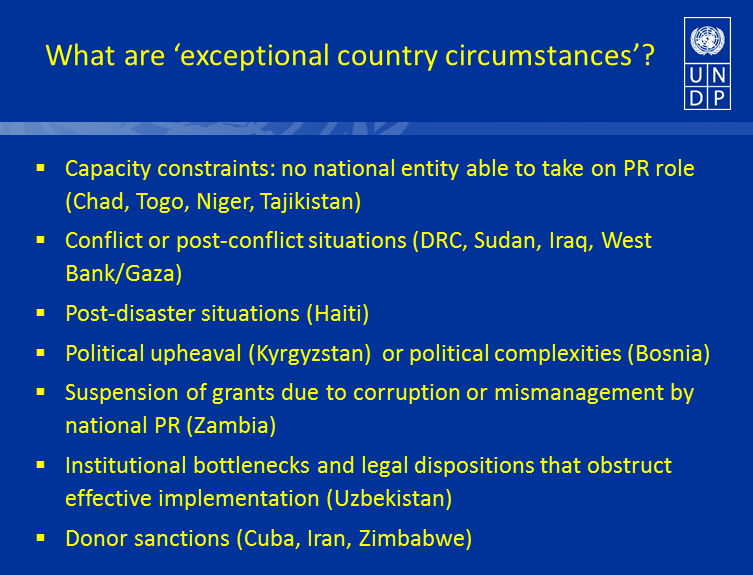 What are ‘exceptional country circumstances’?
U N
D P
▪ Capacity constraints: no national entity able to take on PR role
(Chad, Togo, Niger, Tajikistan)
▪ Conflict or post-conflict situations (DRC, Sudan, Iraq, West
Bank/Gaza)
▪ Post-disaster situations (Haiti)
▪ Political upheaval (Kyrgyzstan)  or political complexities (Bosnia)
▪ Suspension of grants due to corruption or mismanagement by
national PR (Zambia)
▪ Institutional bottlenecks and legal dispositions that obstruct
effective implementation (Uzbekistan)
▪ Donor sanctions (Cuba, Iran, Zimbabwe)